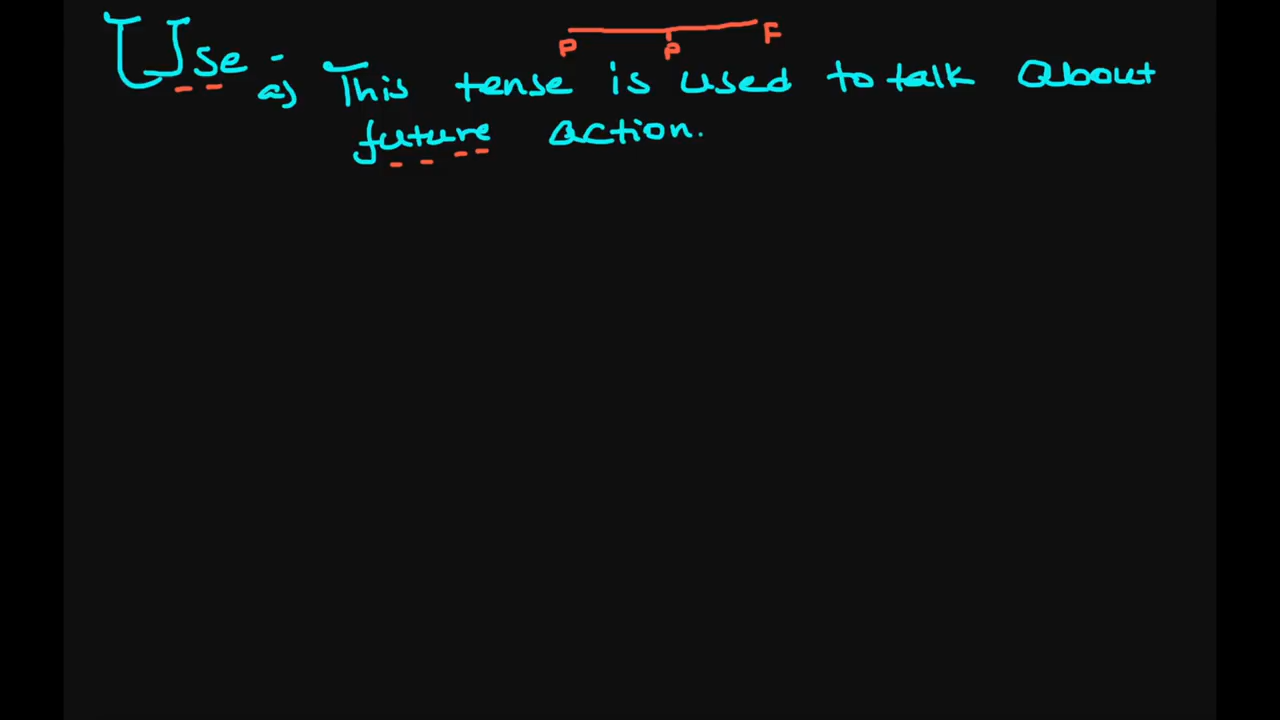 P P F
Use :-
a) This tense is used to talk About
future action.